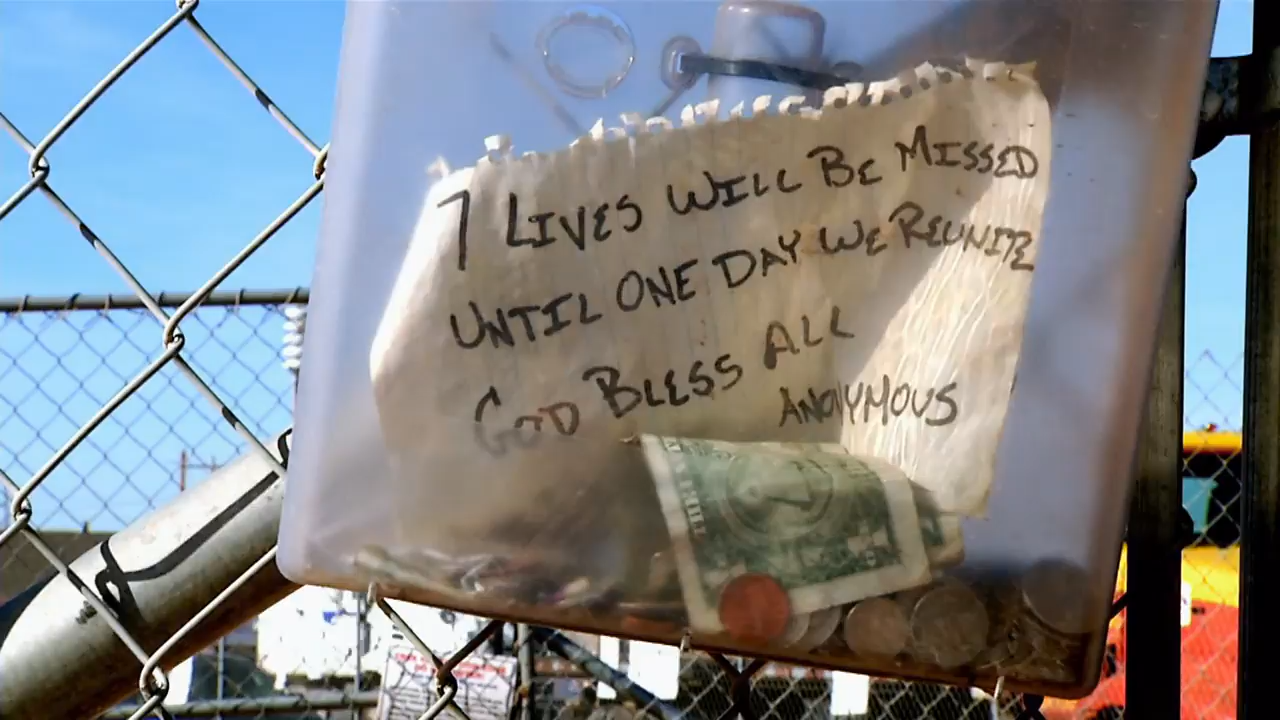 7 LIVES WILL BE MISSED
UNTIL ONE DAY WE REUNITE
GOD BLESS ALL
ANONYMOUS